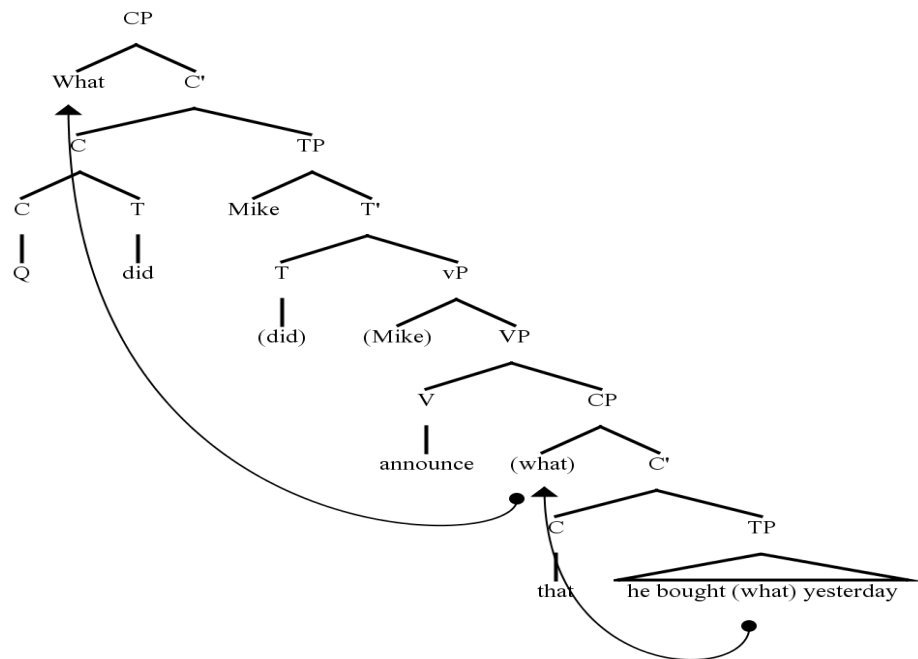 CP
What C'
C TP
C T Mike T'
Q did T vP
(did) (Mike) VP
V CP
announce (what) C'
C TP
that he bought (what) yesterday